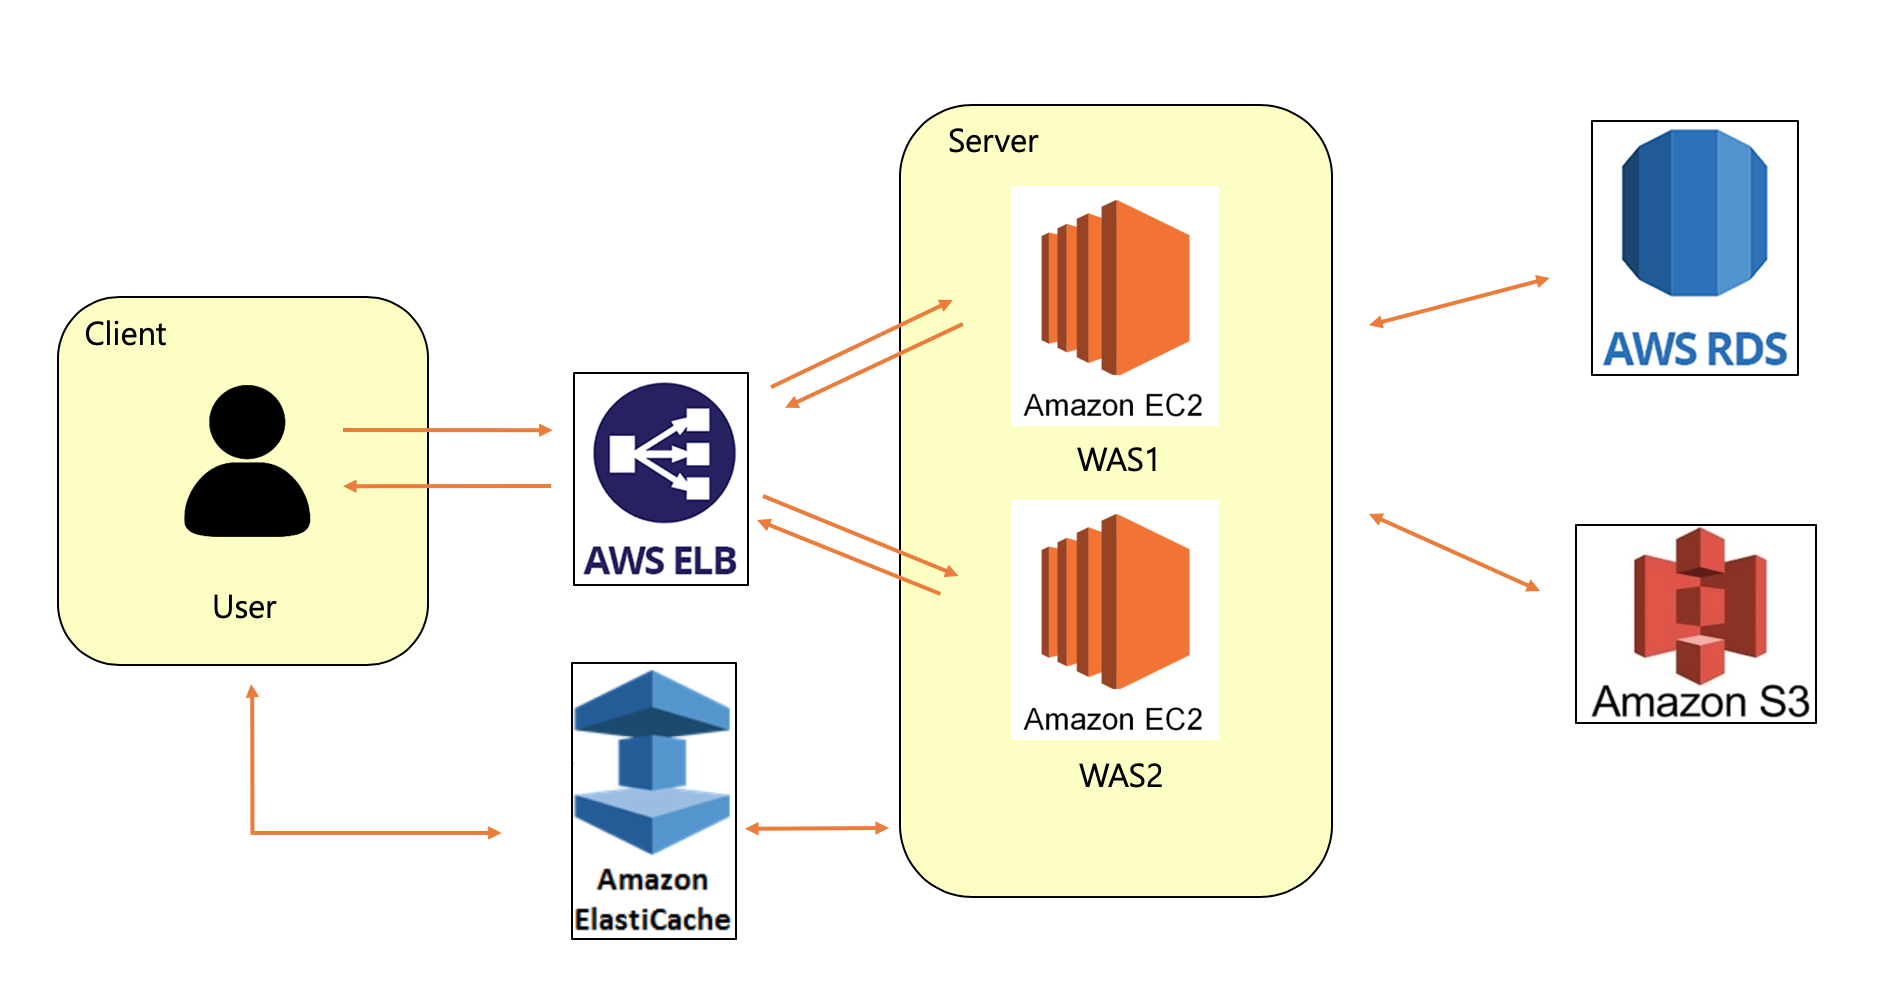 Client
User
AWS ELB
Amazon
ElastiCache
Server
Amazon EC2
WAS1
Amazon EC2
WAS2
AWS RDS
Amazon S3